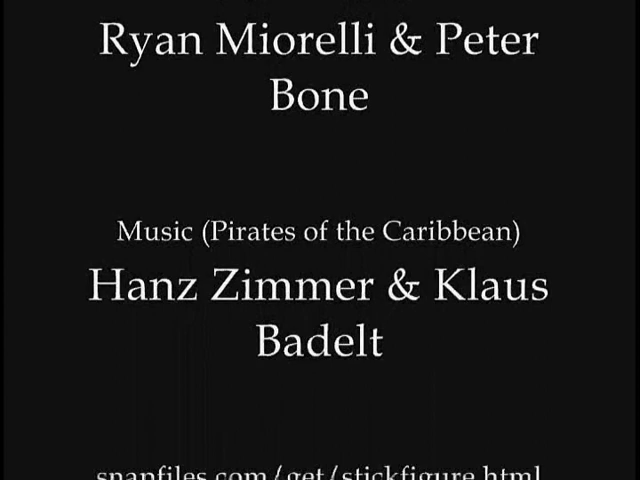 Ryan Miorelli & Peter
Bone
Music (Pirates of the Caribbean)
Hanz Zimmer & Klaus
Badelt
snapfiles.com/get/stickfigure.html